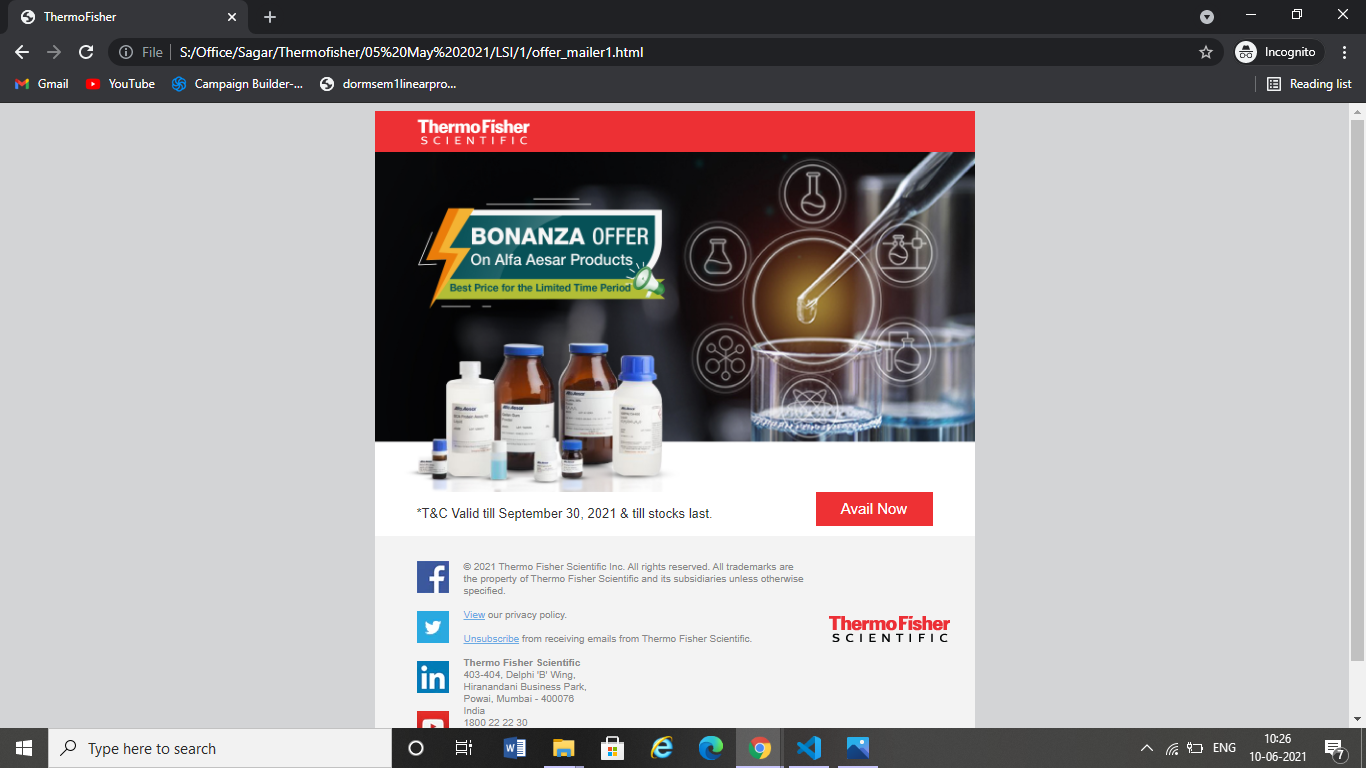 ThermoFisher
File
S:/Office/Sagar/Thermofisher/05%20May%202021/LSI/1/offer_mailer1.html
Incognito
Gmail
YouTube
Campaign Builder-...
dormsem1linearpro...
Reading list
ThermoFisher
SCIENTIFIC
BONANZA OFFER
On Alfa Aesar Products
Best Price for the Limited Time Period
*T&C Valid till September 30, 2021 & till stocks last.
Avail Now
© 2021 Thermo Fisher Scientific Inc. All rights reserved. All trademarks are
the property of Thermo Fisher Scientific and its subsidiaries unless otherwise
specified.
View our privacy policy.
Unsubscribe from receiving emails from Thermo Fisher Scientific.
Thermo Fisher Scientific
403-404, Delphi 'B' Wing,
Hiranandani Business Park,
Powai, Mumbai - 400076
India
1800 22 22 30
ThermoFisher
SCIENTIFIC
Type here to search
ENG
10:26
10-06-2021
7